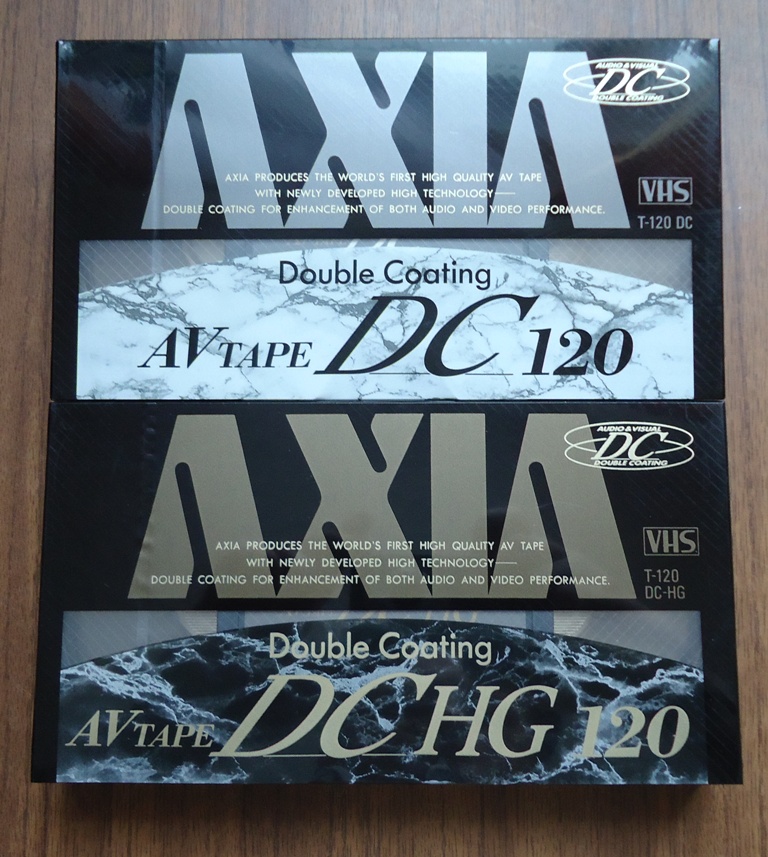 AXIA
AUDIO & VISUAL
DC
DOUBLE COATING
AXIA PRODUCES THE WORLD'S FIRST HIGH QUALITY AV TAPE
WITH NEWLY DEVELOPED HIGH TECHNOLOGY—
DOUBLE COATING FOR ENHANCEMENT OF BOTH AUDIO AND VIDEO PERFORMANCE.
VHS
T-120 DC
Double Coating
AV TAPE DC 120
AXIA
AUDIO & VISUAL
DC
DOUBLE COATING
AXIA PRODUCES THE WORLD'S FIRST HIGH QUALITY AV TAPE
WITH NEWLY DEVELOPED HIGH TECHNOLOGY—
DOUBLE COATING FOR ENHANCEMENT OF BOTH AUDIO AND VIDEO PERFORMANCE.
VHS
T-120
DC-HG
Double Coating
AV TAPE DC HG 120